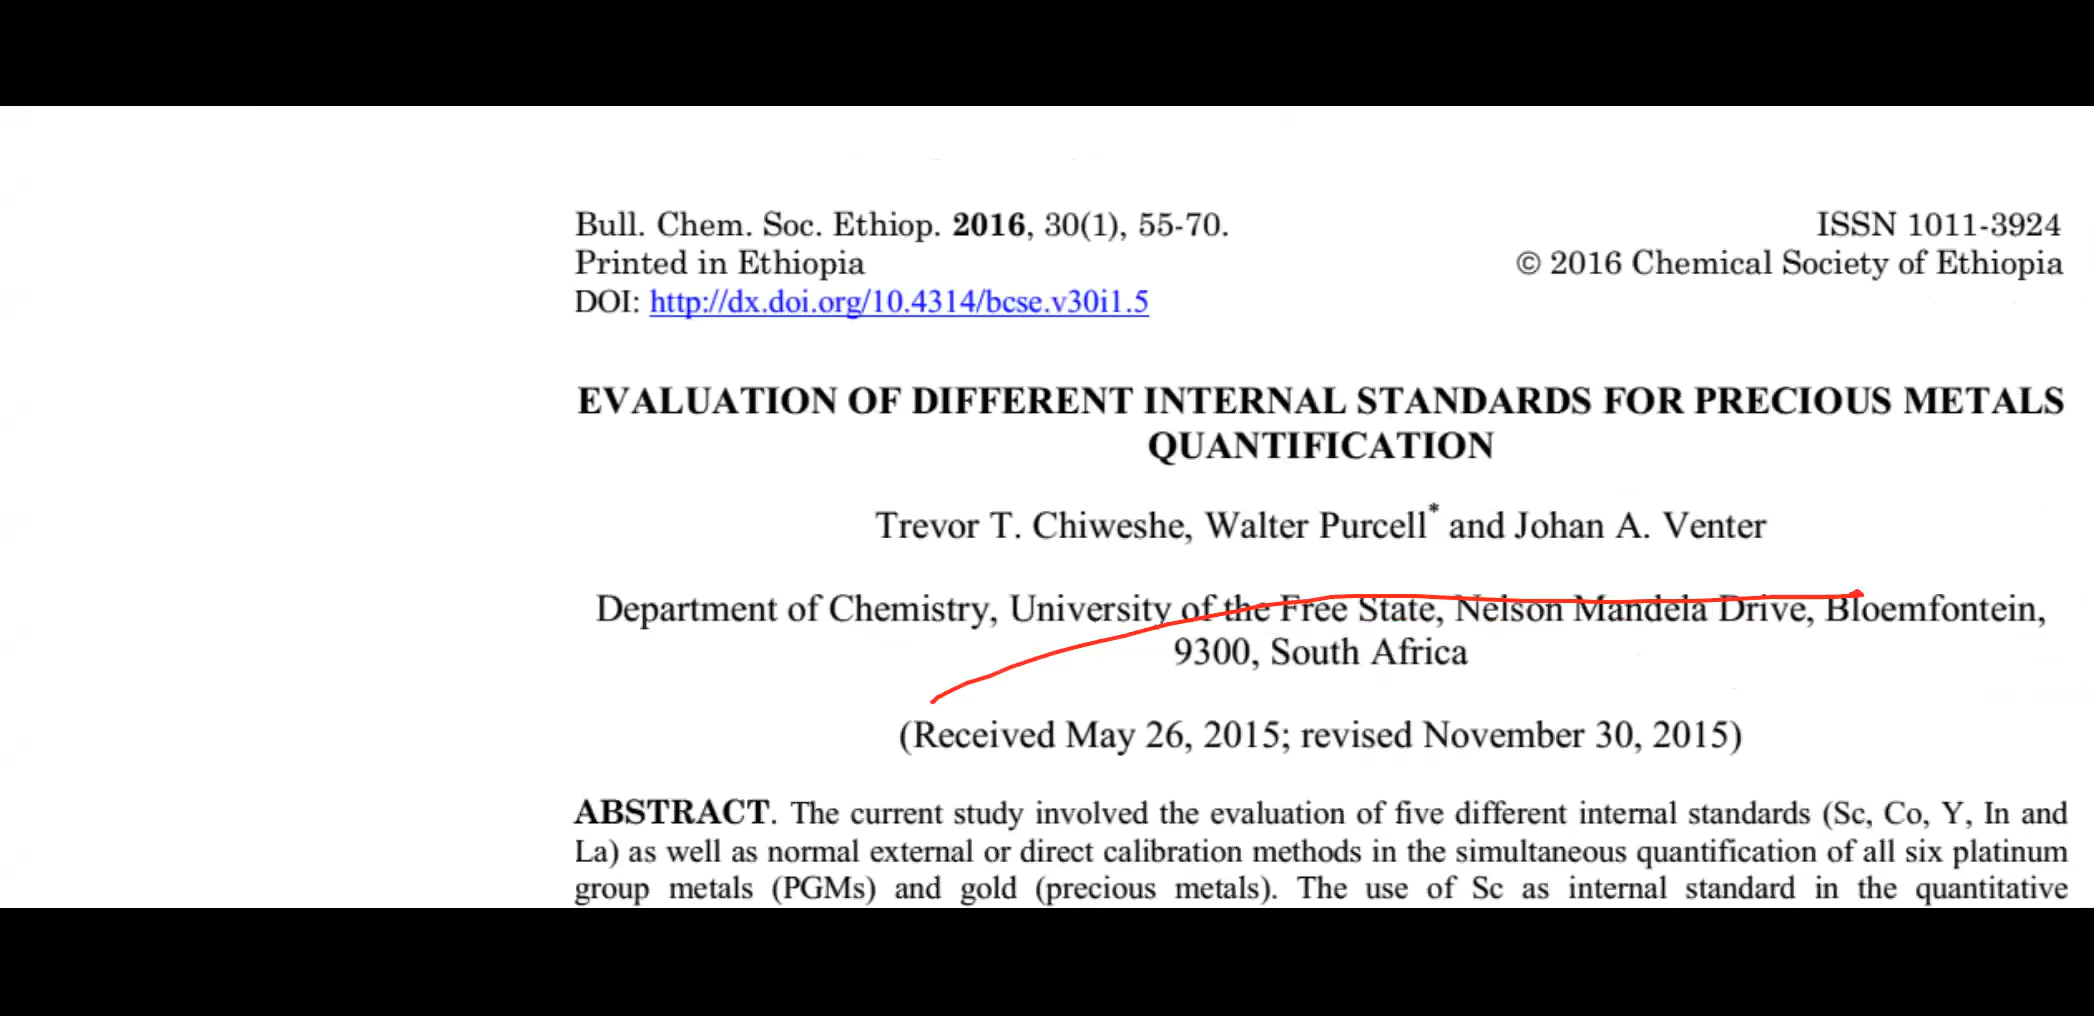 Bull. Chem. Soc. Ethiop. 2016, 30(1), 55-70. ISSN 1011-3924
Printed in Ethiopia © 2016 Chemical Society of Ethiopia
DOI: http://dx.doi.org/10.4314/bcse.v30i1.5
EVALUATION OF DIFFERENT INTERNAL STANDARDS FOR PRECIOUS METALS
QUANTIFICATION
Trevor T. Chiweshe, Walter Purcell* and Johan A. Venter
Department of Chemistry, University of the Free State, Nelson Mandela Drive, Bloemfontein,
9300, South Africa
(Received May 26, 2015; revised November 30, 2015)
ABSTRACT. The current study involved the evaluation of five different internal standards (Sc, Co, Y, In and
La) as well as normal external or direct calibration methods in the simultaneous quantification of all six platinum
group metals (PGMs) and gold (precious metals). The use of Sc as internal standard in the quantitative